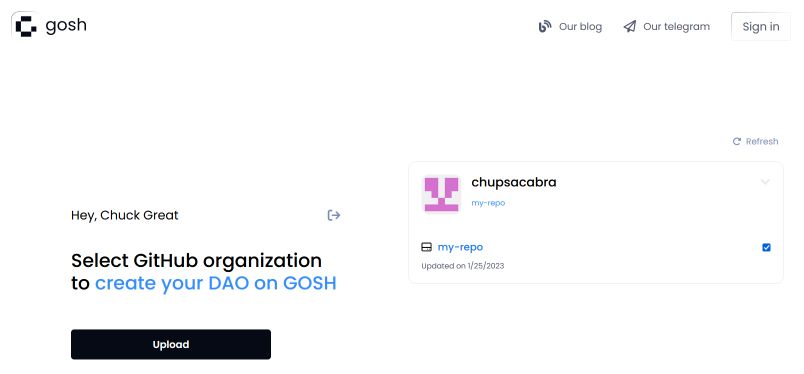 gosh
Our blog
Our telegram
Sign in
Refresh
Hey, Chuck Great
Select GitHub organization
to create your DAO on GOSH
Upload
chupsacabra
my-repo
my-repo
Updated on 1/25/2023